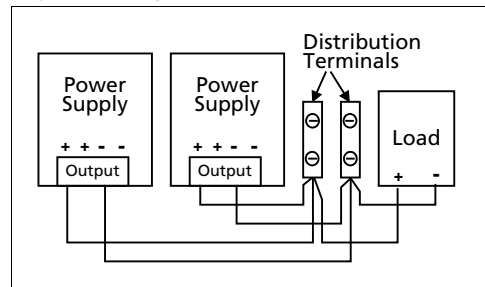 Distribution
Terminals
Power
Supply
+ + - -
Output
Power
Supply
+ + - -
Output
Load
+ -